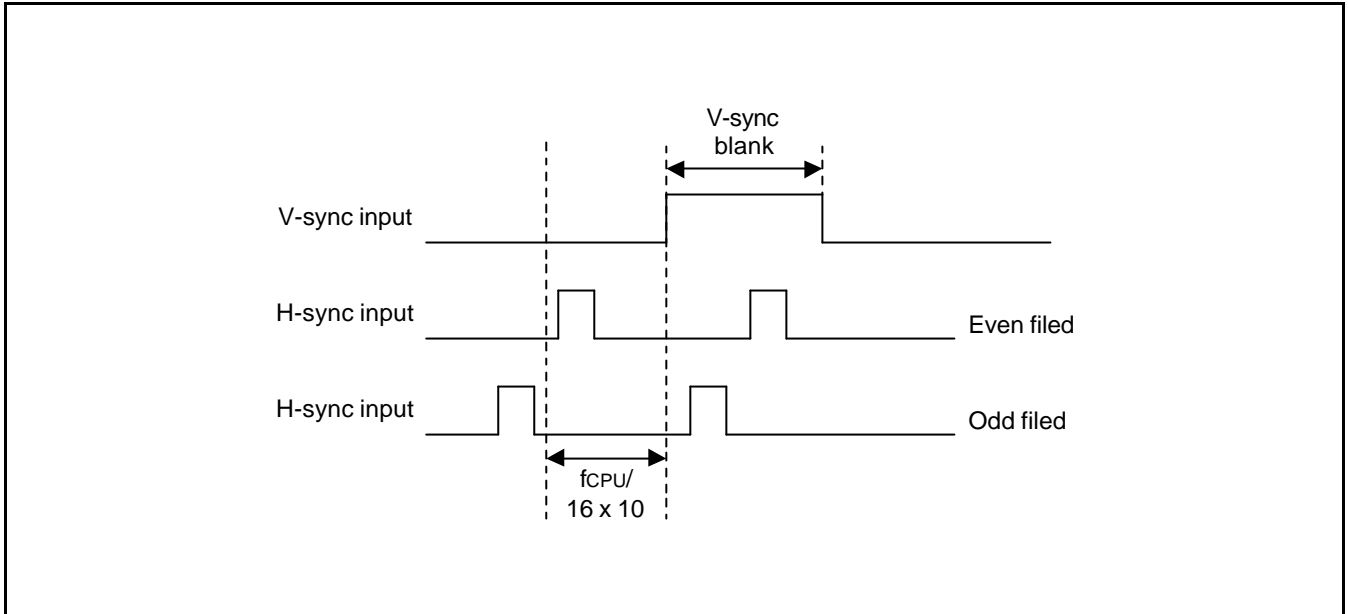 V-sync
blank
V-sync input
H-sync input
Even filed
H-sync input
Odd filed
fCPU/
16 x 10